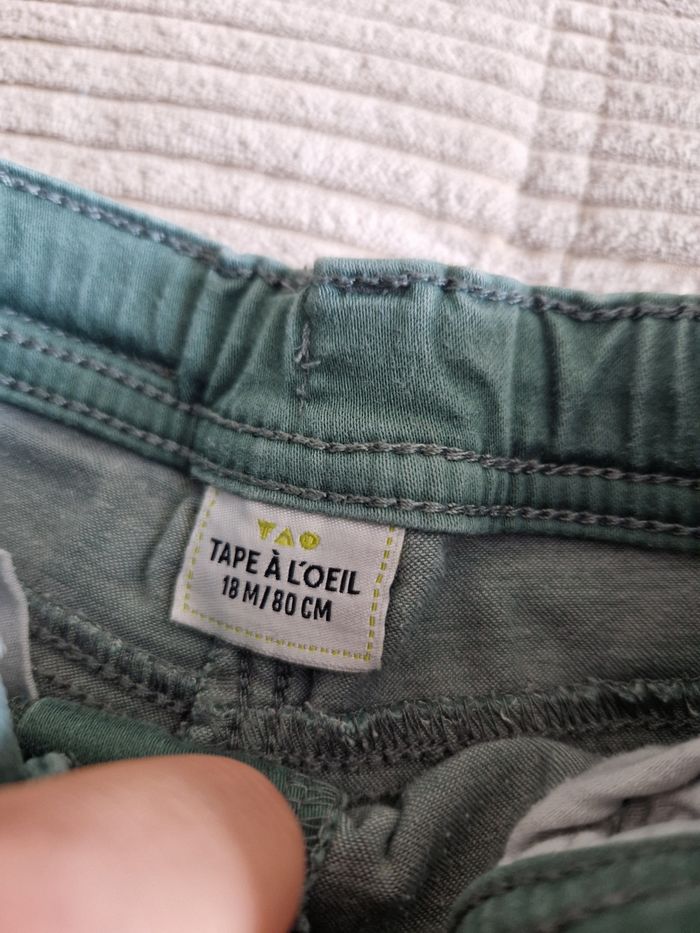 TAO
TAPE À L'OEIL
18 M/80 CM